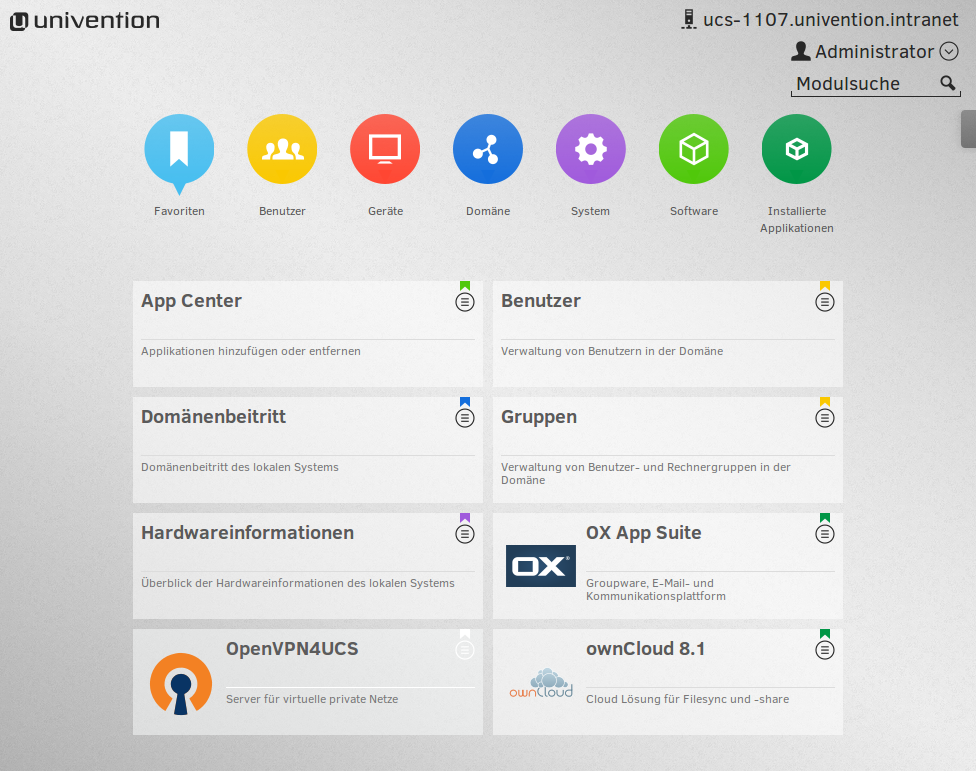 univention
ucs-1107.univention.intranet
Administrator
Modulsuche
Favoriten
Benutzer
Geräte
Domäne
System
Software
Installierte
Applikationen
App Center
Applikationen hinzufügen oder entfernen
Benutzer
Verwaltung von Benutzern in der Domäne
Domänenbeitritt
Domänenbeitritt des lokalen Systems
Gruppen
Verwaltung von Benutzer- und Rechnergruppen in der
Domäne
Hardwareinformationen
Überblick der Hardwareinformationen des lokalen Systems
OX®
OX App Suite
Groupware, E-Mail- und
Kommunikationsplattform
OpenVPN4UCS
Server für virtuelle private Netze
ownCloud
ownCloud 8.1
Cloud Lösung für Filesync und -share